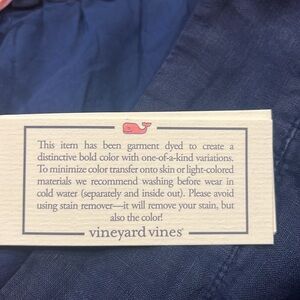 This item has been garment dyed to create a
distinctive bold color with one-of-a-kind variations.
To minimize color transfer onto skin or light-colored
materials we recommend washing before wear in
cold water (separately and inside out). Please avoid
using stain remover—it will remove your stain, but
also the color!
vineyard vines®